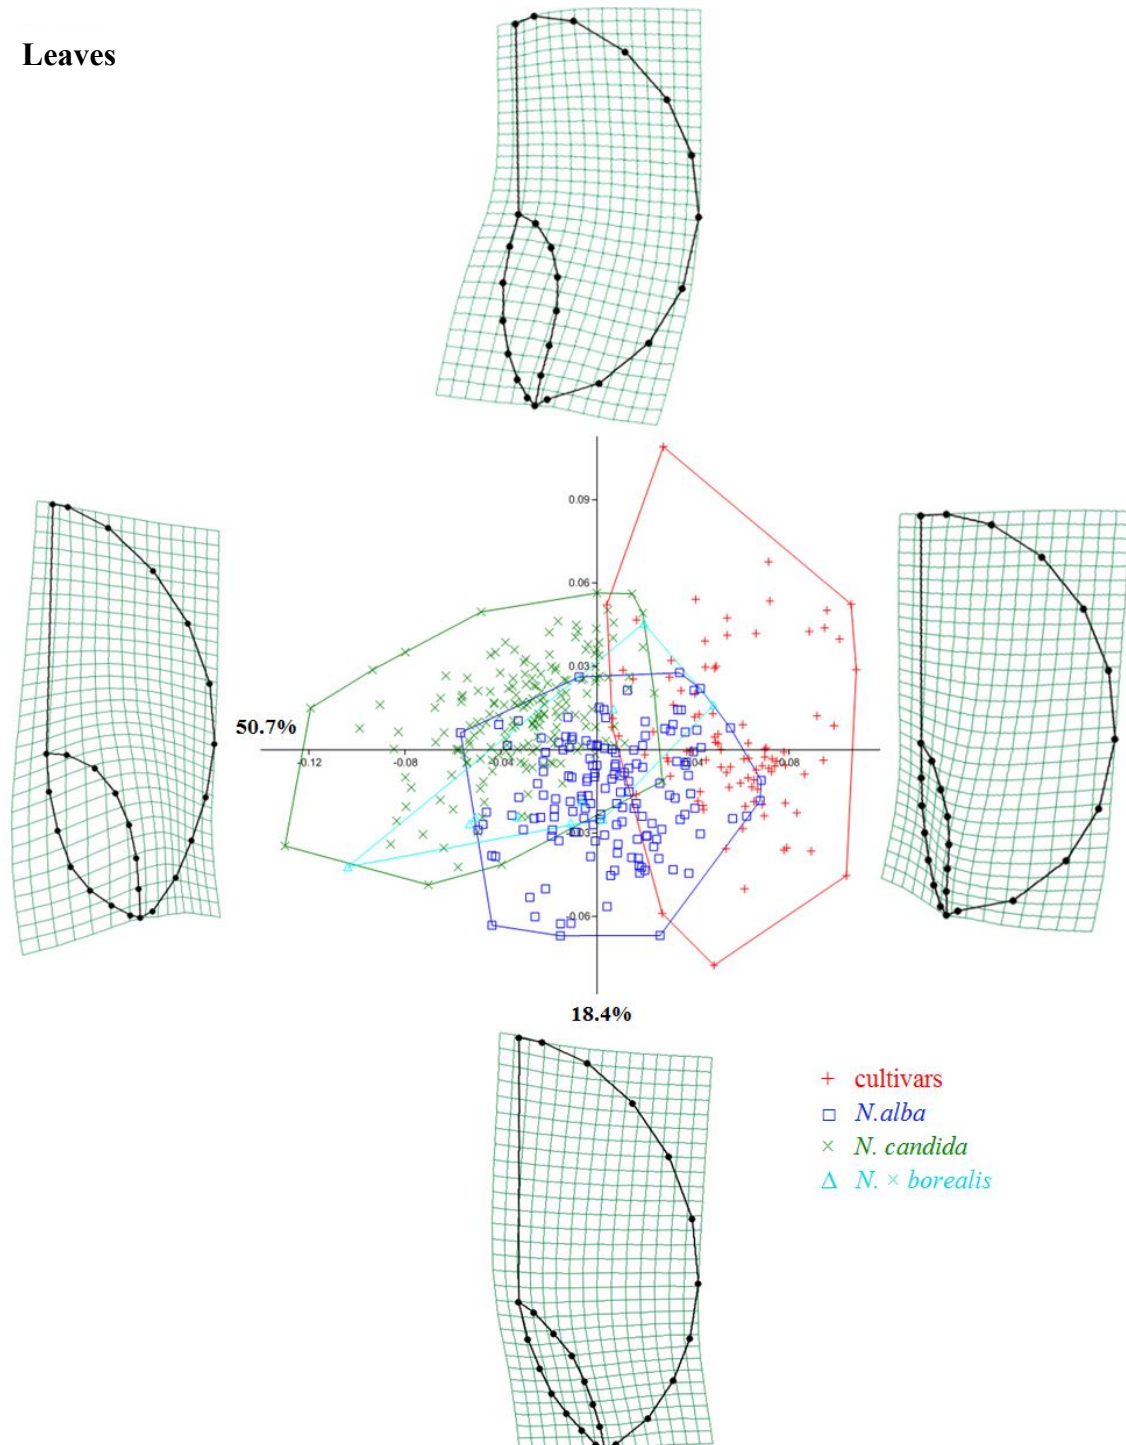 Leaves
0.09
0.06
0.03
50.7%
-0.12
-0.08
-0.04
0.04
0.08
-0.03
-0.06
18.4%
cultivars
N.alba
N. candida
N. × borealis